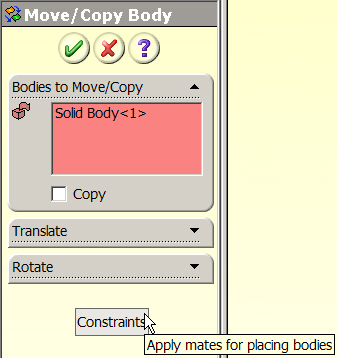 Move/Copy Body
?
Bodies to Move/Copy
Solid Body<1>
Copy
Translate
Rotate
Constraints
Apply mates for placing bodies